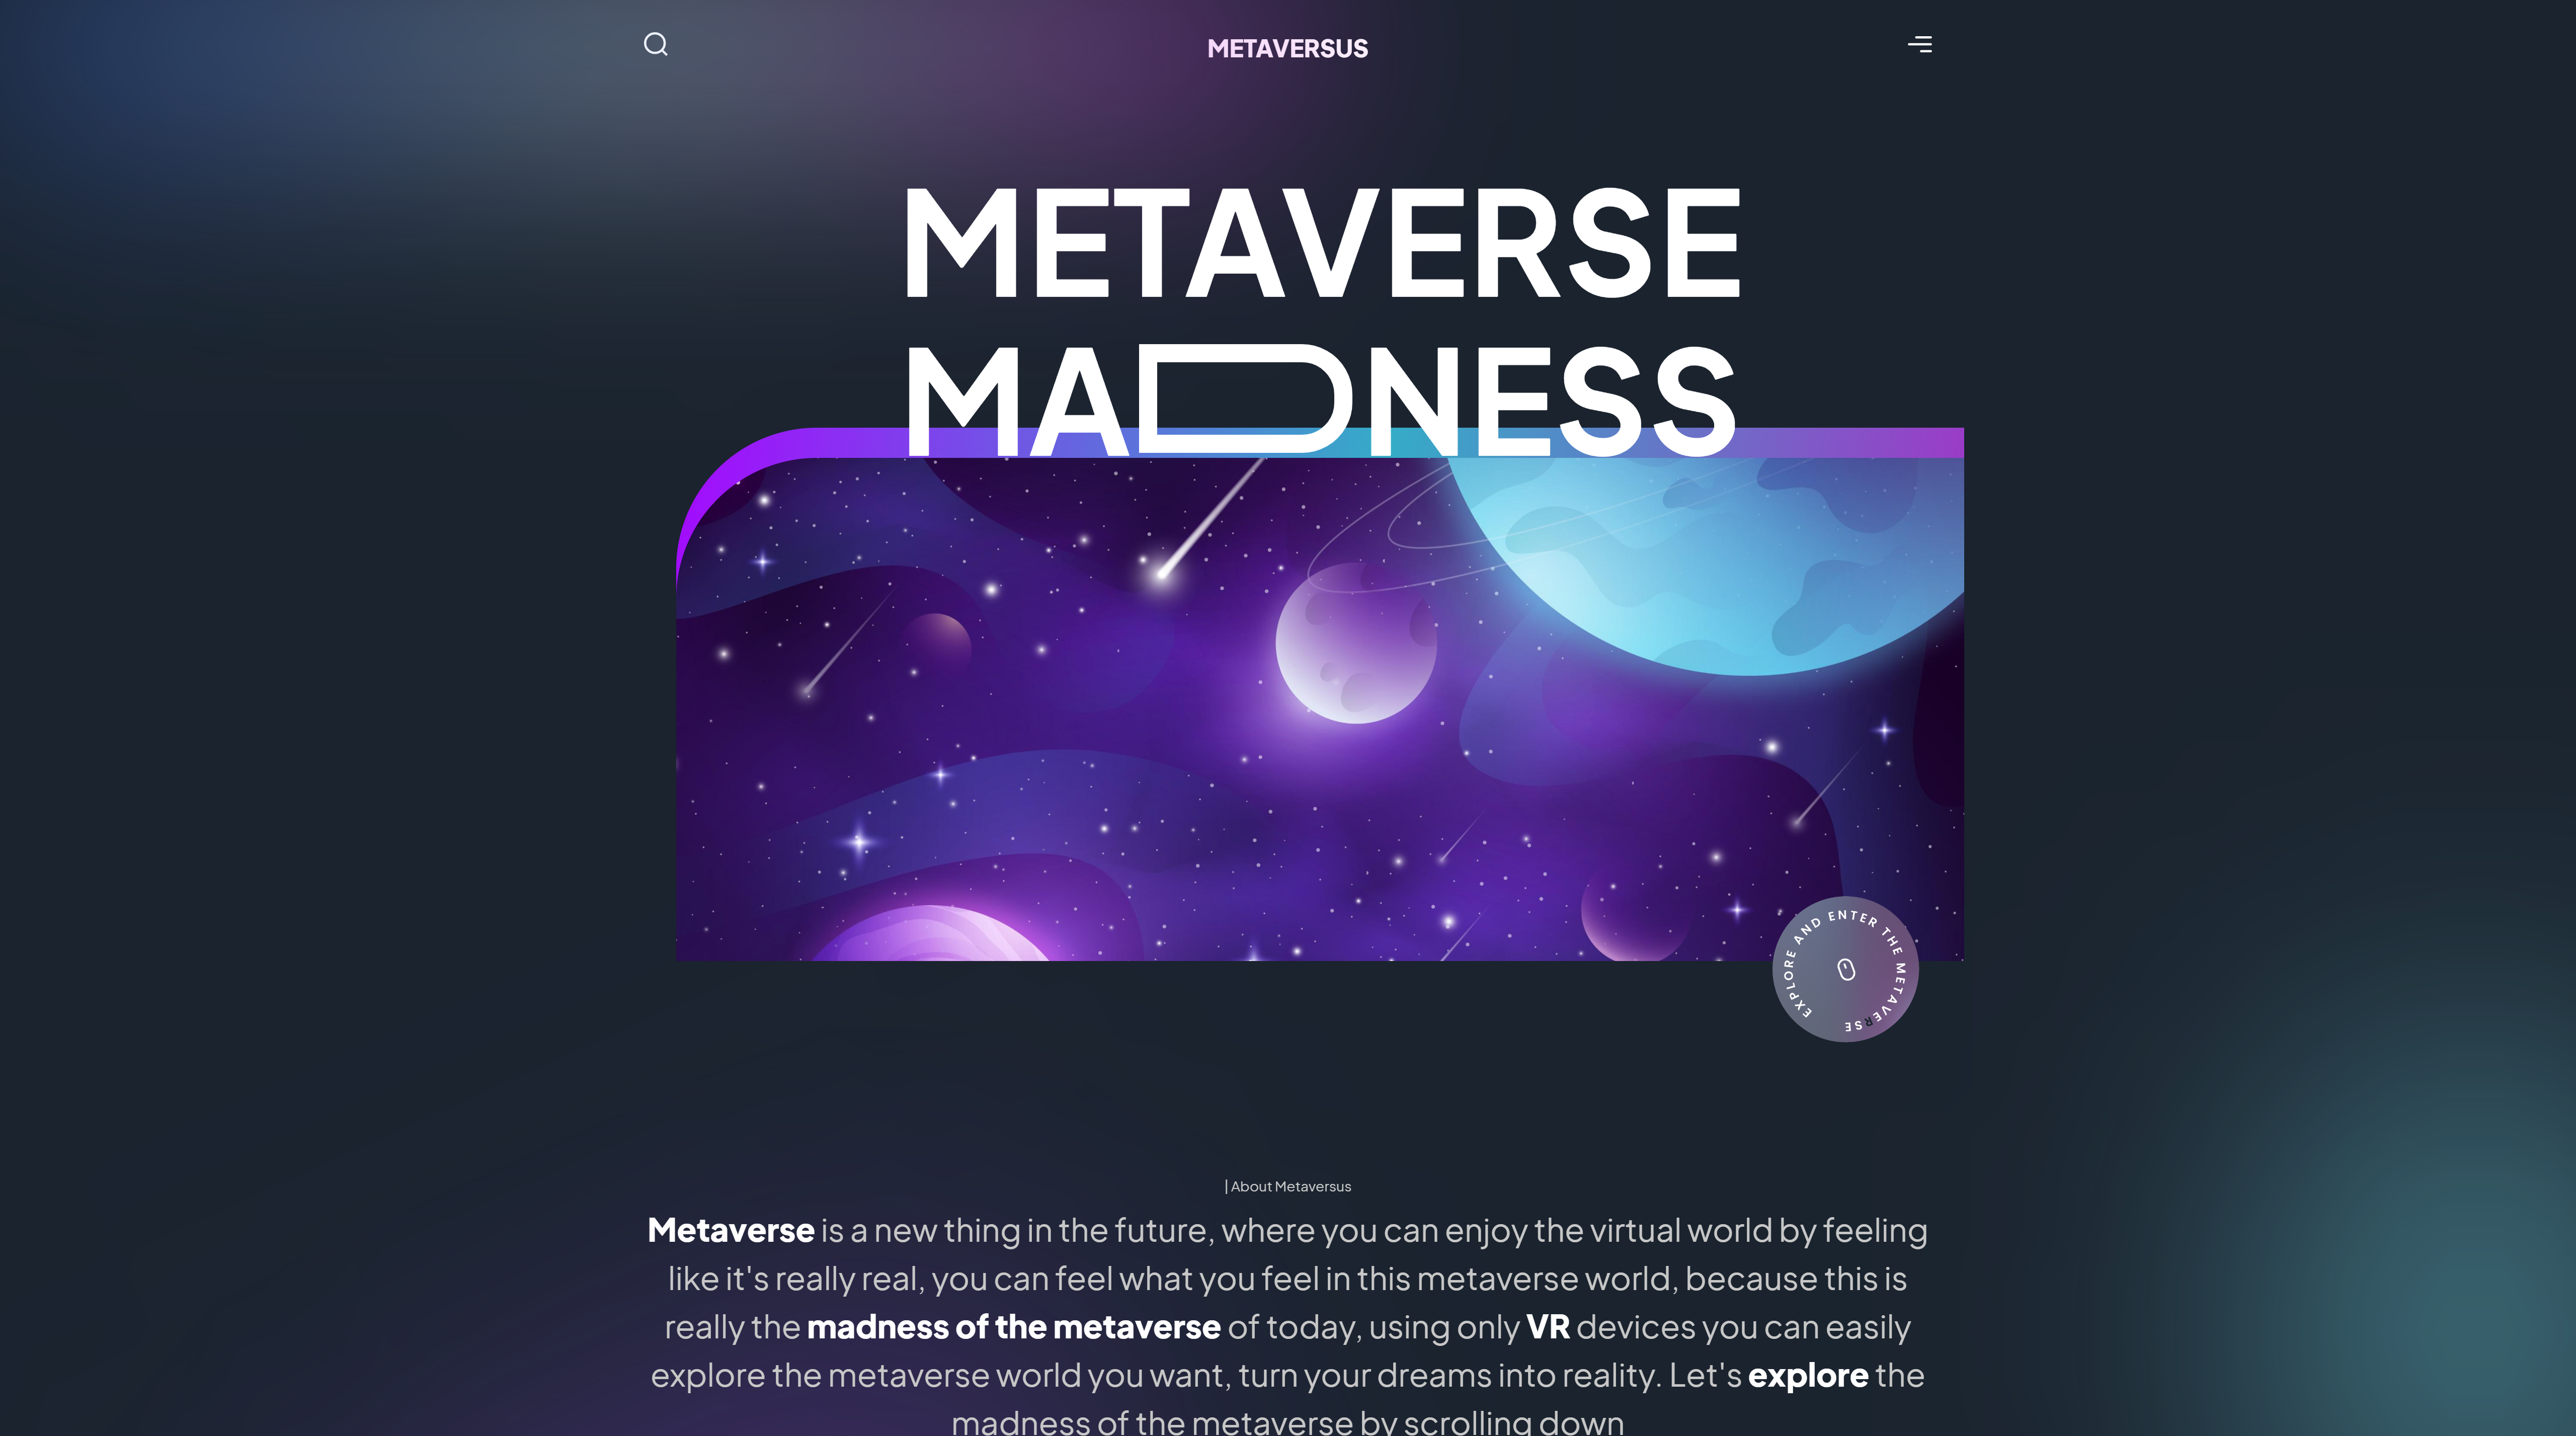 METAVERSUS
METAVERSE
MADNESS
EXPLORE AND ENTER THE METAVERSE
| About Metaversus
Metaverse is a new thing in the future, where you can enjoy the virtual world by feeling
like it's really real, you can feel what you feel in this metaverse world, because this is
really the madness of the metaverse of today, using only VR devices you can easily
explore the metaverse world you want, turn your dreams into reality. Let's explore the
madness of the metaverse by scrolling down